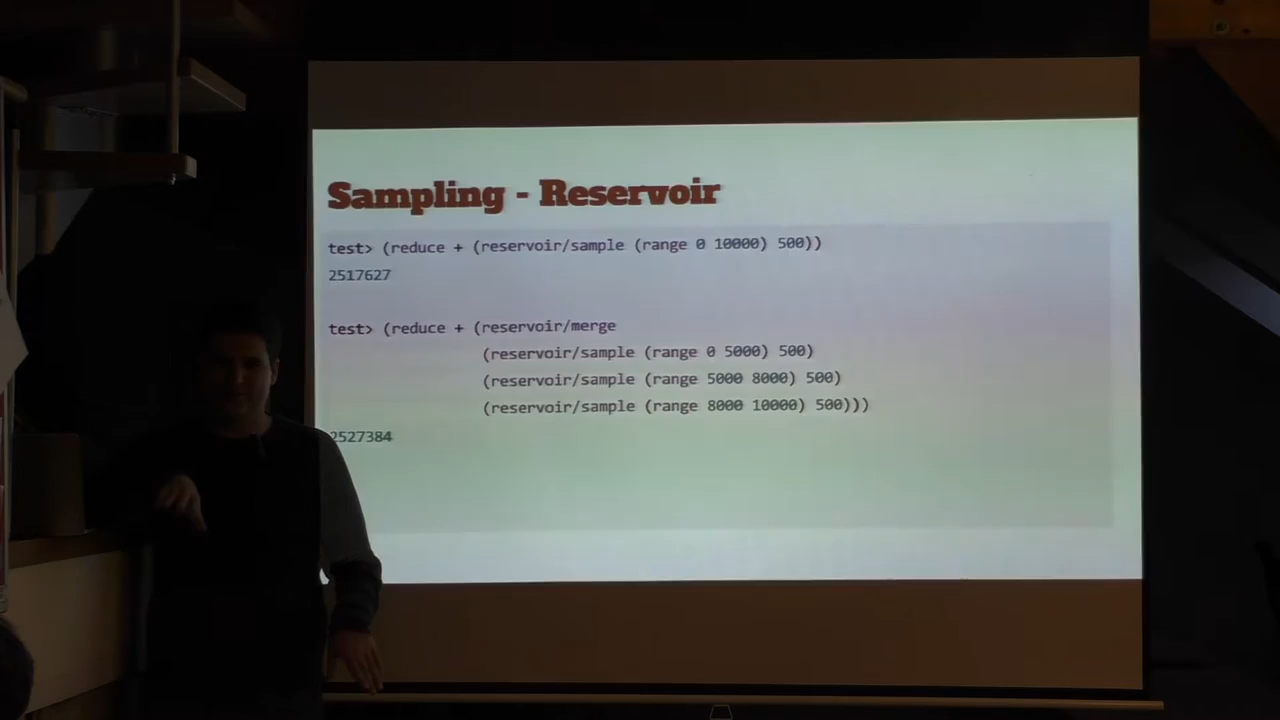 Sampling - Reservoir
test> (reduce + (reservoir/sample (range 0 10000) 500))
2517627
test> (reduce + (reservoir/merge
(reservoir/sample (range 0 5000) 500)
(reservoir/sample (range 5000 8000) 500)
(reservoir/sample (range 8000 10000) 500)))
2527384